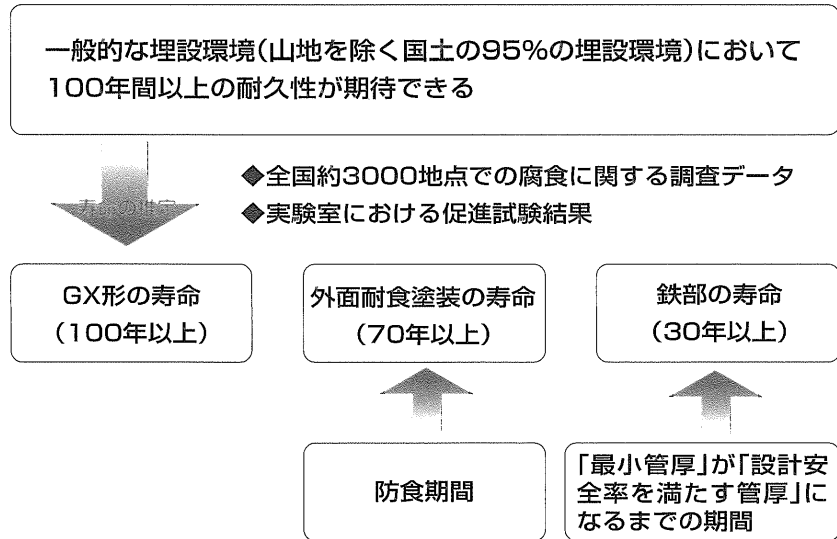 一般的な埋設環境(山地を除く国土の95%の埋設環境)において
100年間以上の耐久性が期待できる
◆全国約3000地点での腐食に関する調査データ
寿命の推定
◆実験室における促進試験結果
GX形の寿命
(100年以上)
外面耐食塗装の寿命
(70年以上)
鉄部の寿命
(30年以上)
防食期間
「最小管厚」が「設計安
全率を満たす管厚」に
なるまでの期間